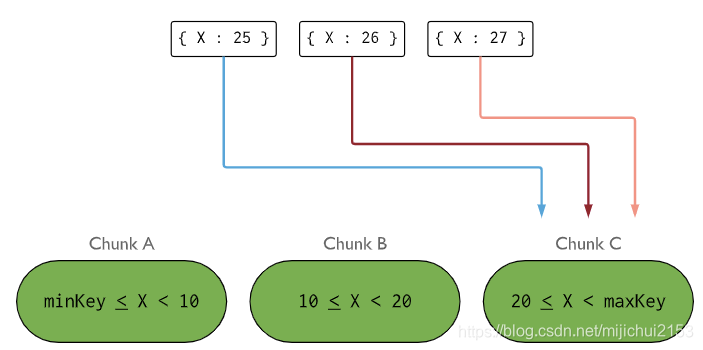 { X : 25 } { X : 26 } { X : 27 }
Chunk A Chunk B Chunk C
minKey ≤ X < 10 10 ≤ X < 20 20 ≤ X < maxKey
https://blog.csdn.net/mijichui2153